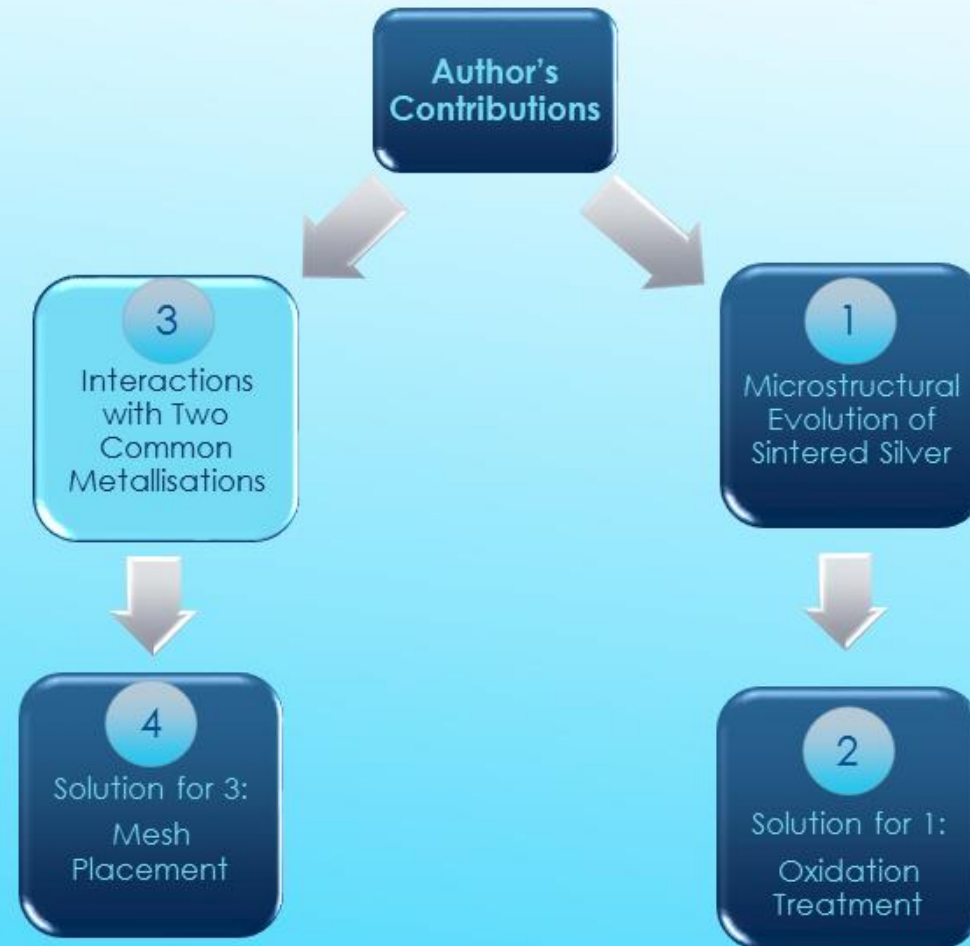 Author's
Contributions
3
Interactions
with Two
Common
Metallisations
1
Microstructural
Evolution of
Sintered Silver
4
Solution for 3:
Mesh
Placement
2
Solution for 1:
Oxidation
Treatment